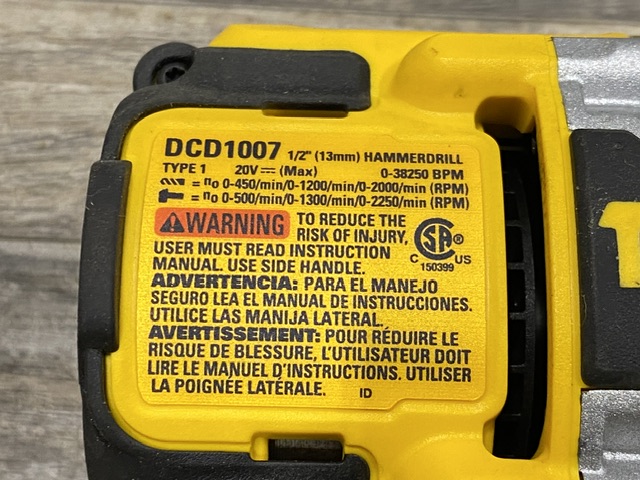 DCD1007 1/2" (13mm) HAMMERDRILL
TYPE 1 20V ⎓ (Max) 0-38250 BPM
= n₀ 0-450/min/0-1200/min/0-2000/min (RPM)
= n₀ 0-500/min/0-1300/min/0-2250/min (RPM)
⚠WARNING TO REDUCE THE
RISK OF INJURY,
USER MUST READ INSTRUCTION
MANUAL. USE SIDE HANDLE.
C SA ® US
150399
ADVERTENCIA: PARA EL MANEJO
SEGURO LEA EL MANUAL DE INSTRUCCIONES.
UTILICE LAS MANIJA LATERAL.
AVERTISSEMENT: POUR RÉDUIRE LE
RISQUE DE BLESSURE, L'UTILISATEUR DOIT
LIRE LE MANUEL D'INSTRUCTIONS. UTILISER
LA POIGNÉE LATÉRALE. ID